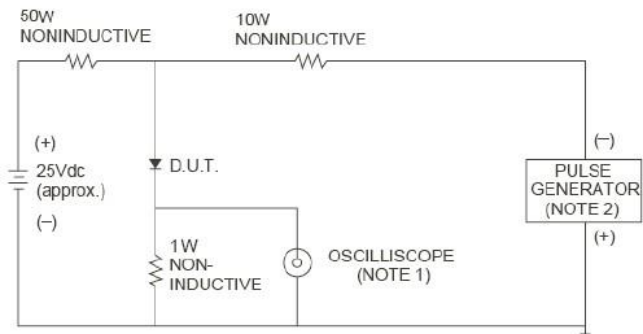 50W
NONINDUCTIVE
10W
NONINDUCTIVE
(+)
25Vdc
(approx.)
(−)
D.U.T.
1W
NON-
INDUCTIVE
OSCILLISCOPE
(NOTE 1)
(−)
PULSE
GENERATOR
(NOTE 2)
(+)